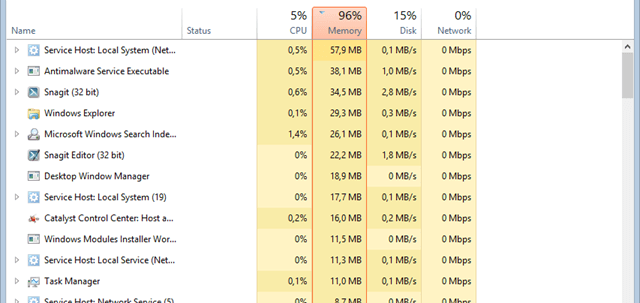 5% 96% 15% 0%
Name Status CPU Memory Disk Network
Service Host: Local System (Net... 0,5% 57,9 MB 0,1 MB/s 0 Mbps
Antimalware Service Executable 0,5% 38,1 MB 1,0 MB/s 0 Mbps
Snagit (32 bit) 0,6% 34,5 MB 2,8 MB/s 0 Mbps
Windows Explorer 0,1% 29,3 MB 0,3 MB/s 0 Mbps
Microsoft Windows Search Inde... 1,4% 26,1 MB 0,1 MB/s 0 Mbps
Snagit Editor (32 bit) 0% 22,2 MB 1,8 MB/s 0 Mbps
Desktop Window Manager 0% 18,9 MB 0 MB/s 0 Mbps
Service Host: Local System (19) 0% 17,7 MB 0,1 MB/s 0 Mbps
Catalyst Control Center: Host a... 0,2% 16,0 MB 0,2 MB/s 0 Mbps
Windows Modules Installer Wor... 0% 11,5 MB 0 MB/s 0 Mbps
Service Host: Local Service (Net... 0% 11,3 MB 0,1 MB/s 0 Mbps
Task Manager 0,1% 11,0 MB 0,1 MB/s 0 Mbps
Service Host: Network Service (5) 0% 8,7 MB 0,1 MB/s 0 Mbps